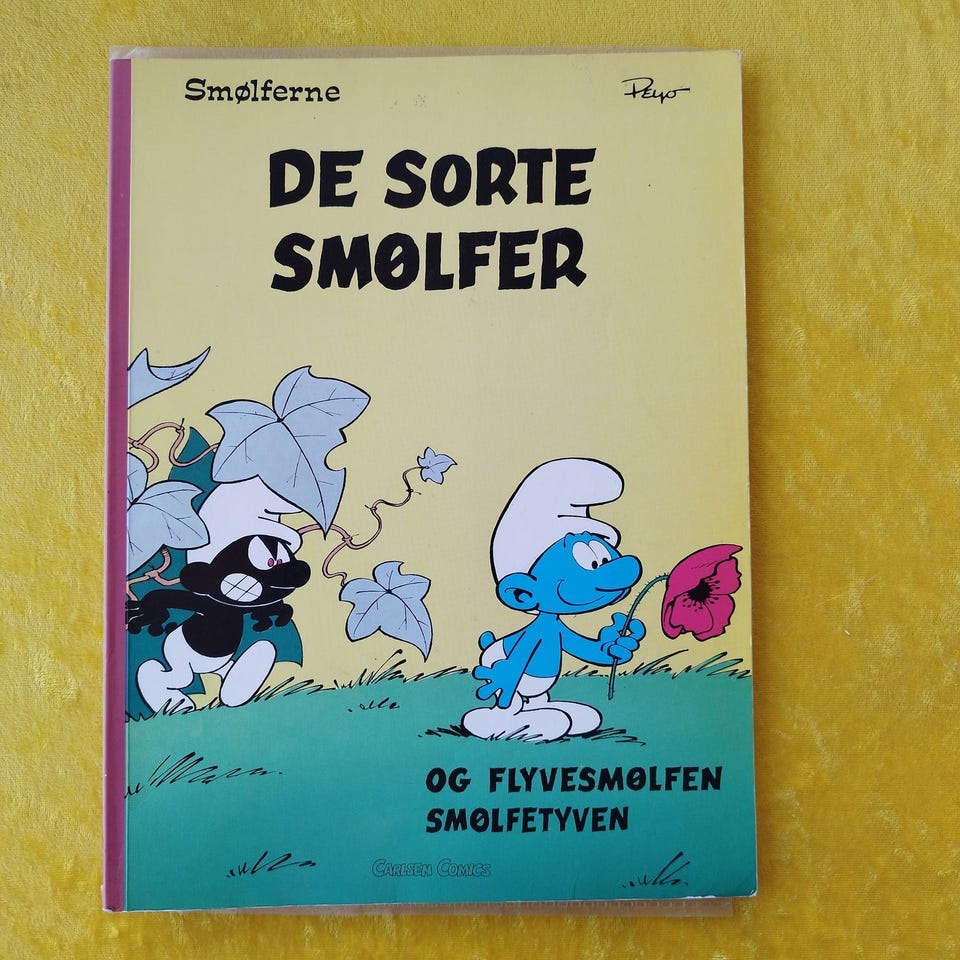 Smølferne
Peyo
DE SORTE
SMØLFER
OG FLYVESMØLFEN
SMØLFETYVEN
CARLSEN COMICS